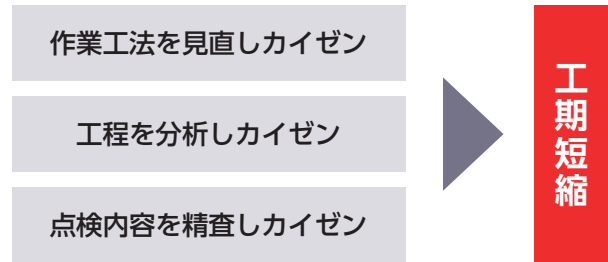 作業工法を見直しカイゼン
工程を分析しカイゼン
点検内容を精査しカイゼン
工期短縮